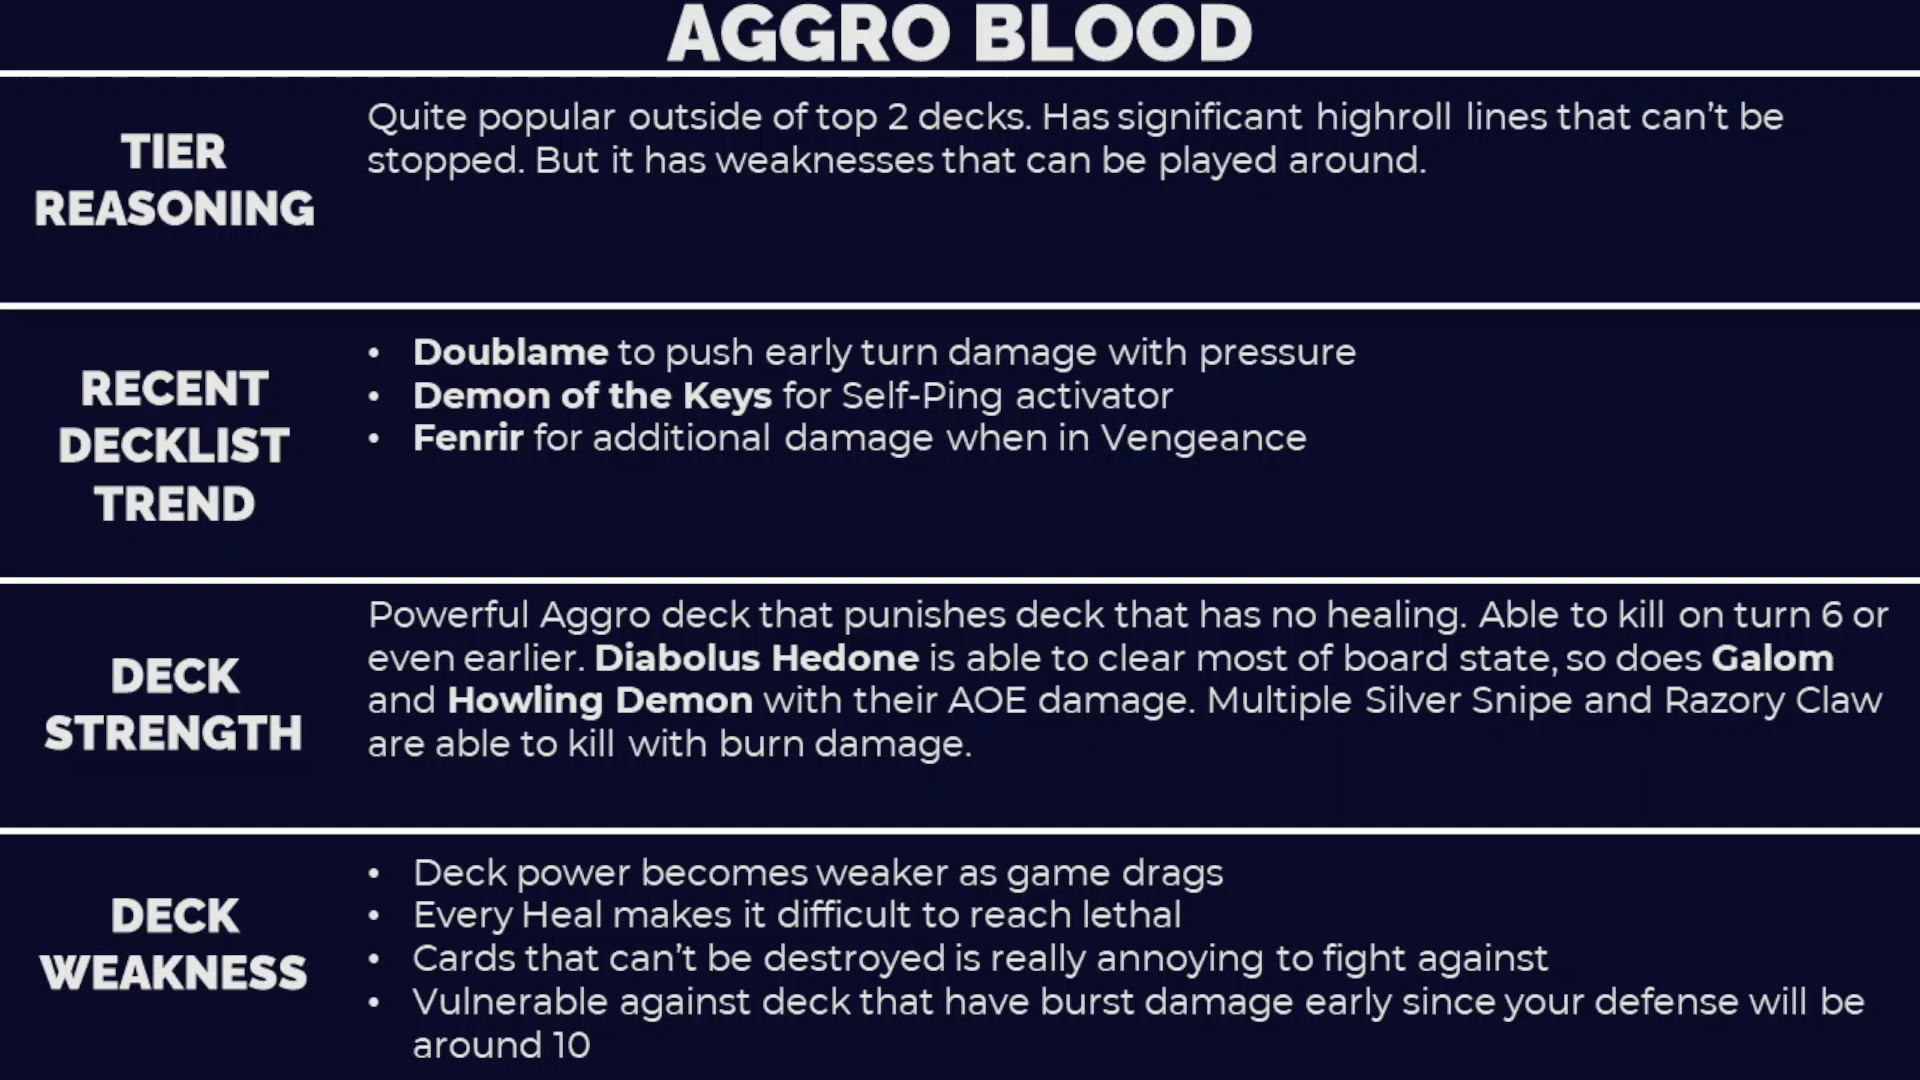 AGGRO BLOOD
TIER
REASONING
Quite popular outside of top 2 decks. Has significant highroll lines that can't be
stopped. But it has weaknesses that can be played around.
RECENT
DECKLIST
TREND
• Doublame to push early turn damage with pressure
• Demon of the Keys for Self-Ping activator
• Fenrir for additional damage when in Vengeance
DECK
STRENGTH
Powerful Aggro deck that punishes deck that has no healing. Able to kill on turn 6 or
even earlier. Diabolus Hedone is able to clear most of board state, so does Galom
and Howling Demon with their AOE damage. Multiple Silver Snipe and Razory Claw
are able to kill with burn damage.
DECK
WEAKNESS
• Deck power becomes weaker as game drags
• Every Heal makes it difficult to reach lethal
• Cards that can't be destroyed is really annoying to fight against
• Vulnerable against deck that have burst damage early since your defense will be
around 10